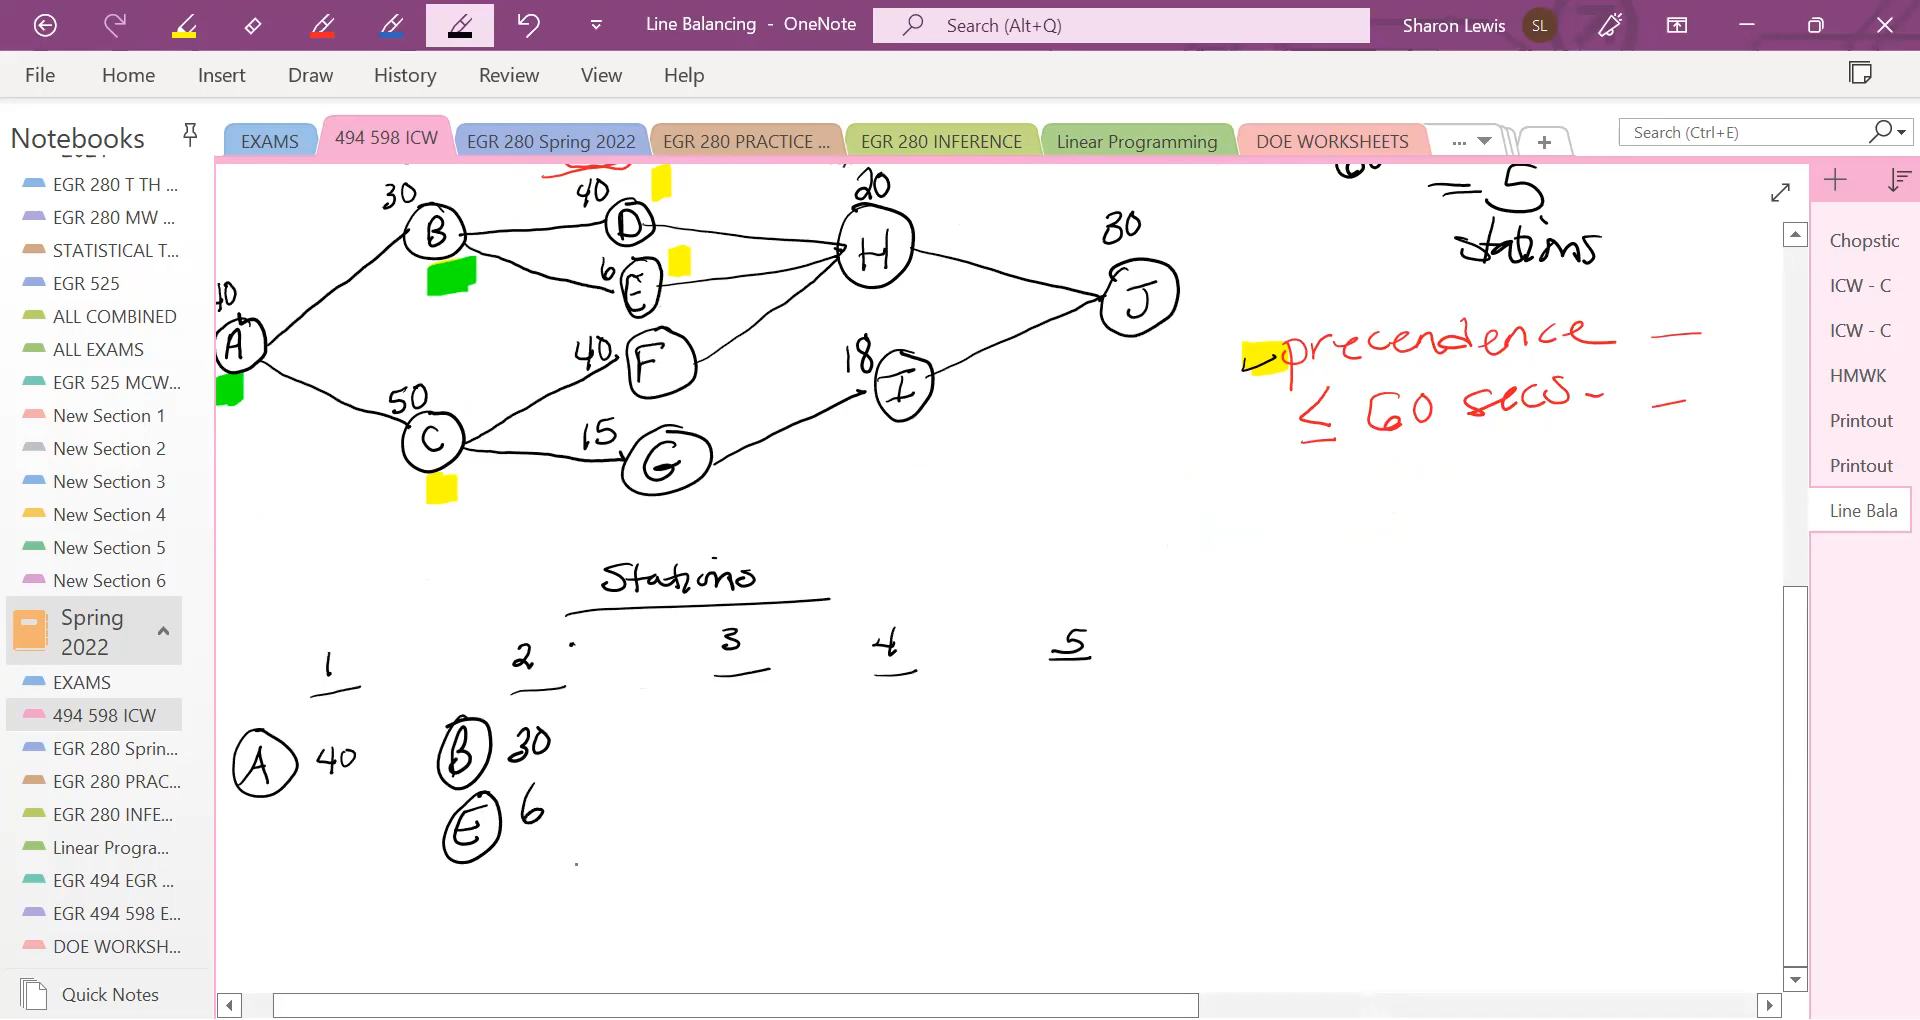 Line Balancing - OneNote
Search (Alt+Q)
Sharon Lewis
SL
File Home Insert Draw History Review View Help
Notebooks
EXAMS
494 598 ICW
EGR 280 Spring 2022
EGR 280 PRACTICE ...
EGR 280 INFERENCE
Linear Programming
DOE WORKSHEETS
...
Search (Ctrl+E)
EGR 280 T TH ...
EGR 280 MW ...
STATISTICAL T...
EGR 525
ALL COMBINED
ALL EXAMS
EGR 525 MCW...
New Section 1
New Section 2
New Section 3
New Section 4
New Section 5
New Section 6
Spring 2022
EXAMS
494 598 ICW
EGR 280 Sprin...
EGR 280 PRAC...
EGR 280 INFE...
Linear Progra...
EGR 494 EGR ...
EGR 494 598 E...
DOE WORKSH...
Quick Notes
30
B
40
D
20
H
30
J
6
E
A
40
F
18
I
50
C
15
G
= 5
stations
precendence -
≤ 60 secs - -
Stations
1 2 3 4 5
A 40 B 30
E 6
Chopstic
ICW - C
ICW - C
HMWK
Printout
Printout
Line Bala